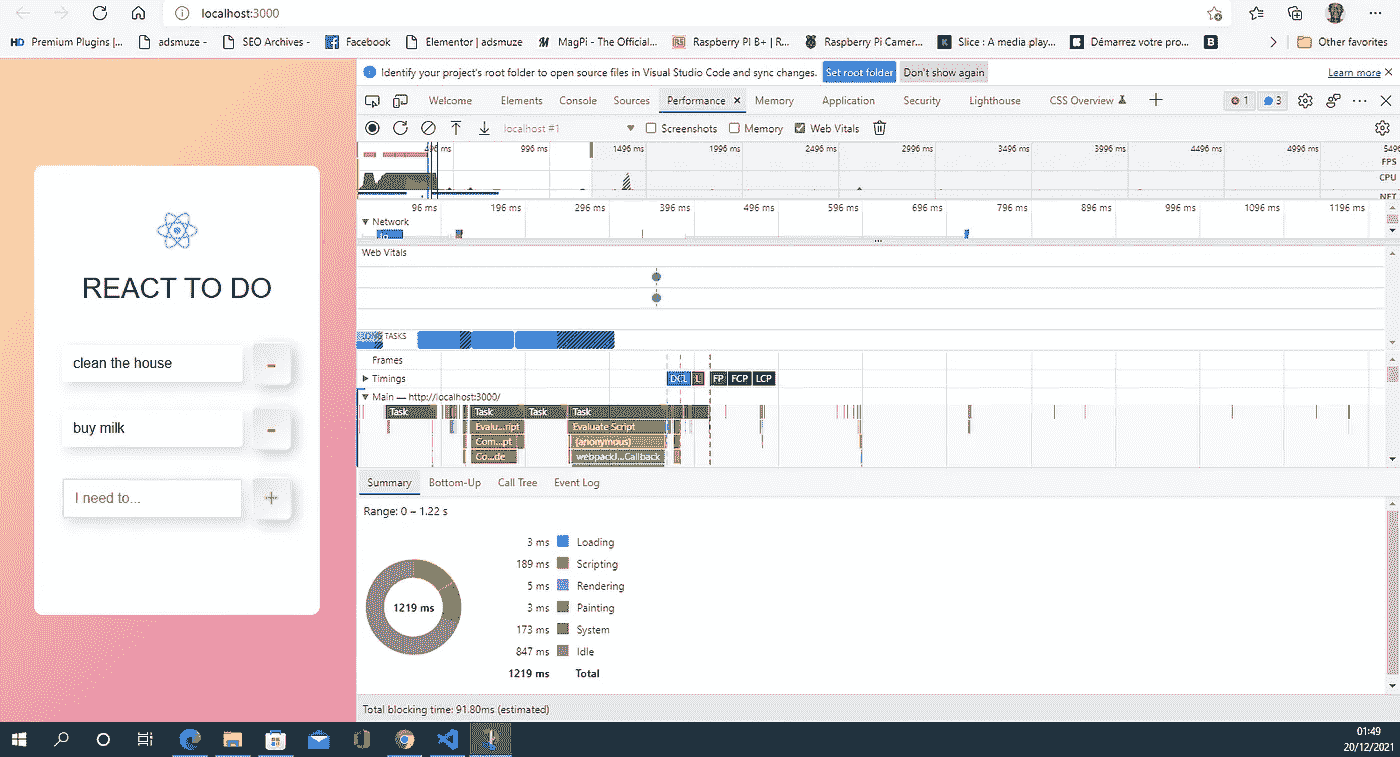 localhost:3000
HD Premium Plugins |... adsmuze - SEO Archives - Facebook Elementor | adsmuze MagPi - The Official... Raspberry PI B+ | R... Raspberry Pi Camer... Slice : A media play... Démarrez votre pro... B Other favorites
Identify your project's root folder to open source files in Visual Studio Code and sync changes. Set root folder Don't show again Learn more
Welcome Elements Console Sources Performance Memory Application Security Lighthouse CSS Overview 1 3
localhost #1 Screenshots Memory Web Vitals
496 ms 996 ms 1496 ms 1996 ms 2496 ms 2996 ms 3496 ms 3996 ms 4496 ms 4996 ms 5496
FPS
CPU
NET
96 ms 196 ms 296 ms 396 ms 496 ms 596 ms 696 ms 796 ms 896 ms 996 ms 1096 ms 1196 ms
Network
Web Vitals
LONG TASKS
Frames
Timings DCL L FP FCP LCP
Main — http://localhost:3000/
Task Task Task Task
Evalu...ript Evaluate Script
Com...pt (anonymous)
Co...de webpackJ...Callback
Summary Bottom-Up Call Tree Event Log
Range: 0 – 1.22 s
3 ms Loading
189 ms Scripting
5 ms Rendering
3 ms Painting
173 ms System
847 ms Idle
1219 ms Total
1219 ms
Total blocking time: 91.80ms (estimated)
REACT TO DO
clean the house -
buy milk -
I need to... +
01:49
20/12/2021